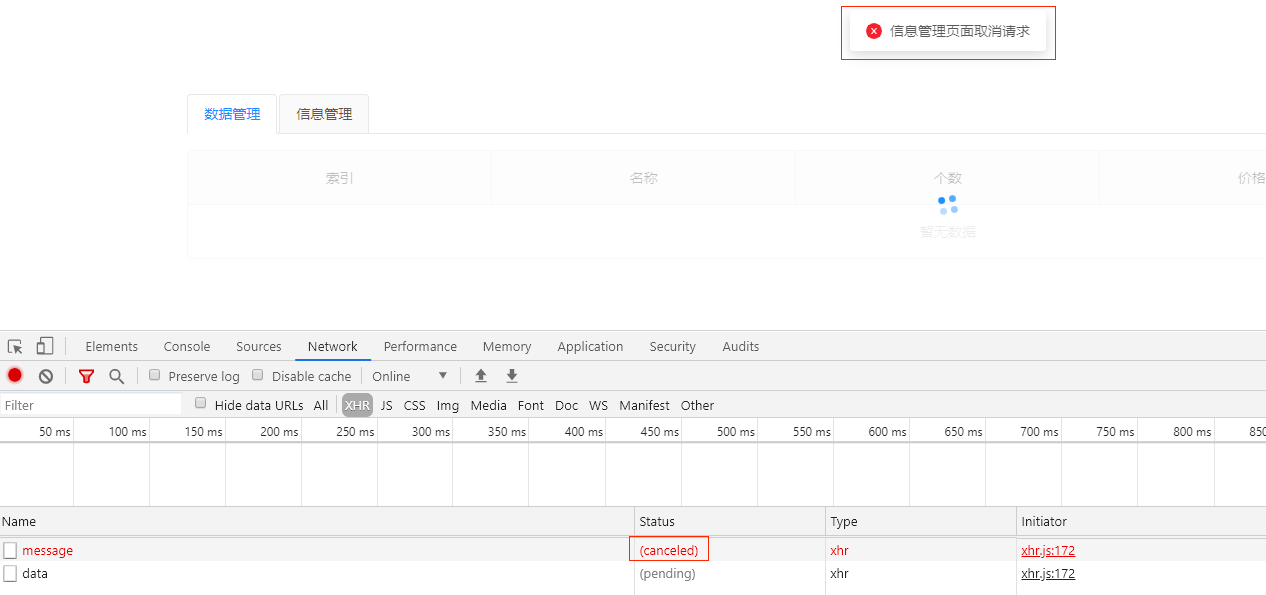 信息管理页面取消请求
数据管理 信息管理
索引 名称 个数 价格
暂无数据
Elements Console Sources Network Performance Memory Application Security Audits
Preserve log Disable cache Online
Filter Hide data URLs All XHR JS CSS Img Media Font Doc WS Manifest Other
50 ms 100 ms 150 ms 200 ms 250 ms 300 ms 350 ms 400 ms 450 ms 500 ms 550 ms 600 ms 650 ms 700 ms 750 ms 800 ms 850
Name Status Type Initiator
message (canceled) xhr xhr.js:172
data (pending) xhr xhr.js:172